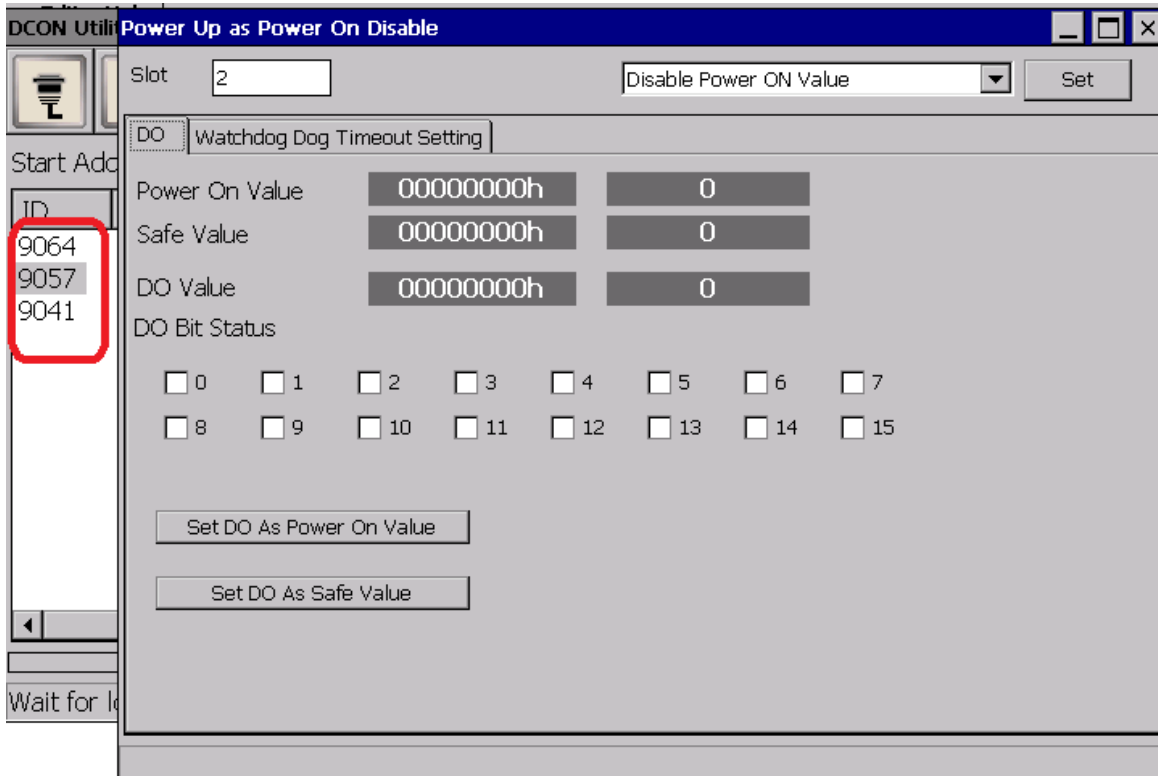 DCON Utilit
Power Up as Power On Disable
Slot 2 Disable Power ON Value Set
DO Watchdog Dog Timeout Setting
Start Add
ID
9064
9057
9041
Power On Value 00000000h 0
Safe Value 00000000h 0
DO Value 00000000h 0
DO Bit Status
0 1 2 3 4 5 6 7
8 9 10 11 12 13 14 15
Set DO As Power On Value
Set DO As Safe Value
Wait for